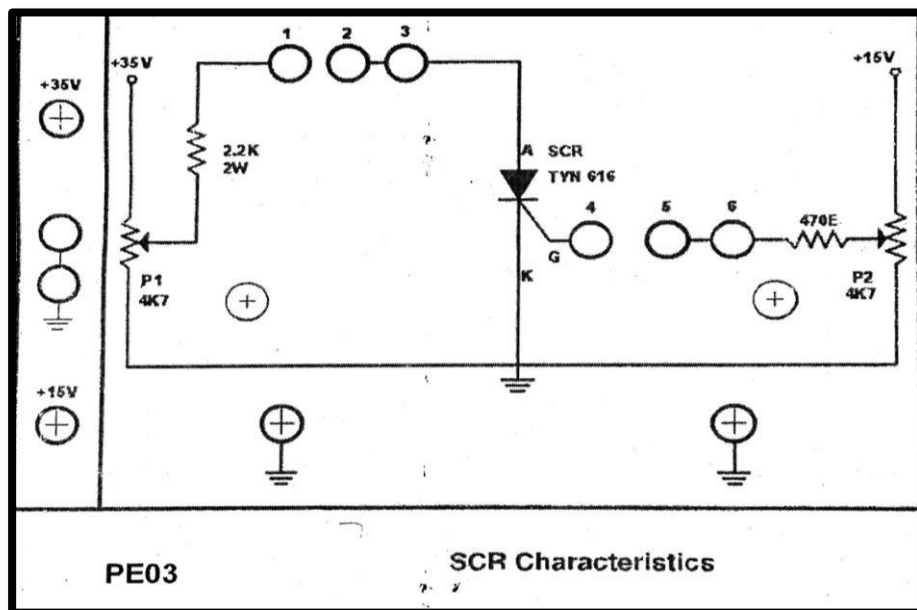 1 2 3
+35V
+15V
+35V
2.2K
2W
A SCR
TYN 616
4 5 6
470E
G
K
P1
4K7
P2
4K7
+15V
PE03
SCR Characteristics